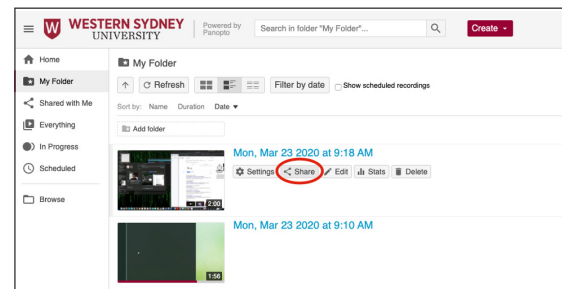 W WESTERN SYDNEY
UNIVERSITY
Powered by
Panopto
Search in folder "My Folder"...
Create
Home
My Folder
Shared with Me
Everything
In Progress
Scheduled
Browse
My Folder
Refresh
Filter by date
Show scheduled recordings
Sort by: Name Duration Date ▼
Add folder
Mon, Mar 23 2020 at 9:18 AM
Settings Share Edit Stats Delete
2:00
Mon, Mar 23 2020 at 9:10 AM
1:56